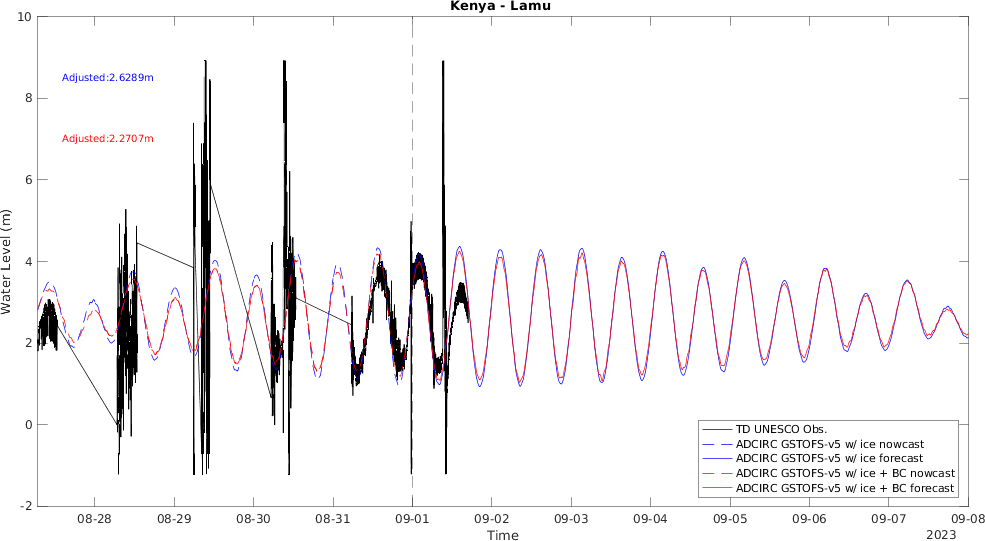 Kenya - Lamu
Water Level (m)
10
8
6
4
2
0
-2
Adjusted:2.6289m
Adjusted:2.2707m
TD UNESCO Obs.
ADCIRC GSTOFS-v5 w/ ice nowcast
ADCIRC GSTOFS-v5 w/ ice forecast
ADCIRC GSTOFS-v5 w/ ice + BC nowcast
ADCIRC GSTOFS-v5 w/ ice + BC forecast
08-28 08-29 08-30 08-31 09-01 09-02 09-03 09-04 09-05 09-06 09-07 09-08
Time
2023